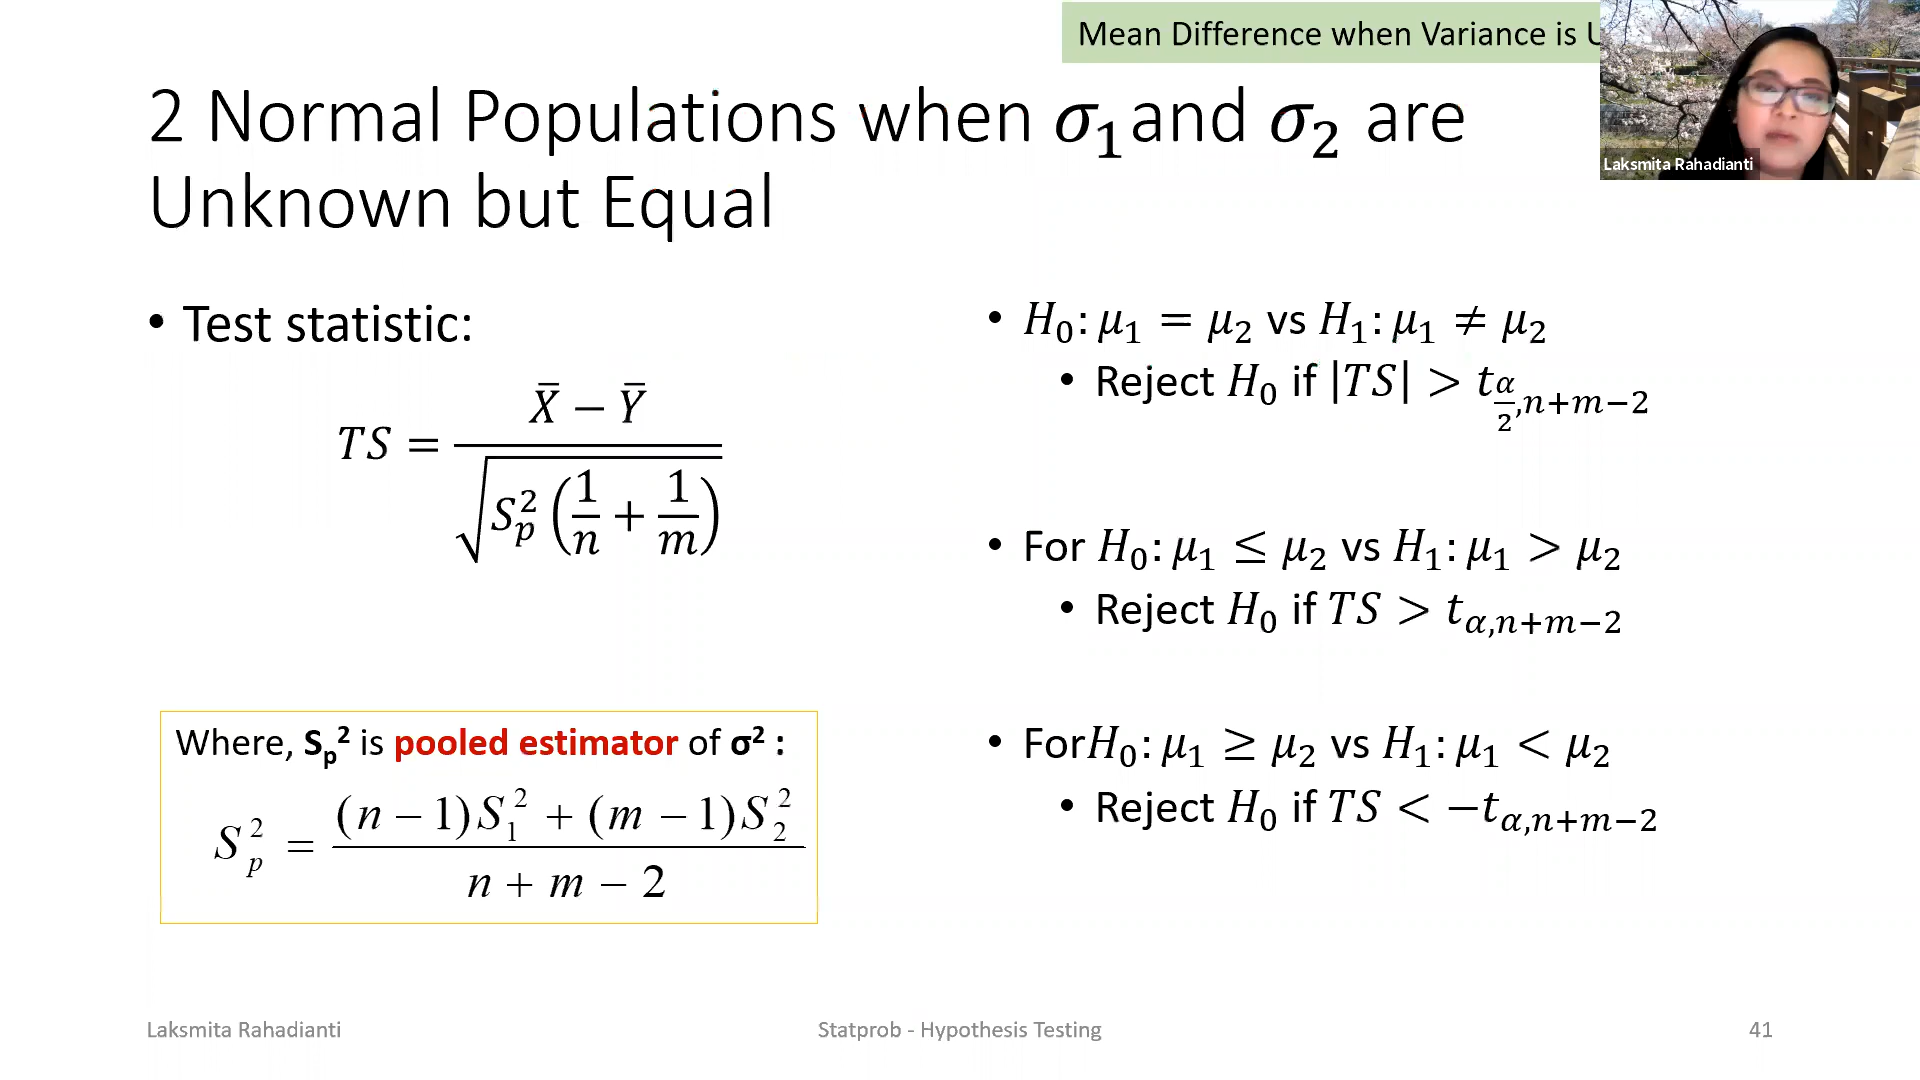 Mean Difference when Variance is U
2 Normal Populations when σ₁and σ₂ are
Unknown but Equal
Laksmita Rahadianti
• Test statistic:
TS = (X̄ − Ȳ) / √(S_p² (1/n + 1/m))
Where, Sₚ² is pooled estimator of σ² :
S_p² = ((n − 1)S₁² + (m − 1)S₂²) / (n + m − 2)
• H₀: μ₁ = μ₂ vs H₁: μ₁ ≠ μ₂
• Reject H₀ if |TS| > t_{α/2,n+m−2}
• For H₀: μ₁ ≤ μ₂ vs H₁: μ₁ > μ₂
• Reject H₀ if TS > t_{α,n+m−2}
• ForH₀: μ₁ ≥ μ₂ vs H₁: μ₁ < μ₂
• Reject H₀ if TS < −t_{α,n+m−2}
Laksmita Rahadianti
Statprob - Hypothesis Testing
41